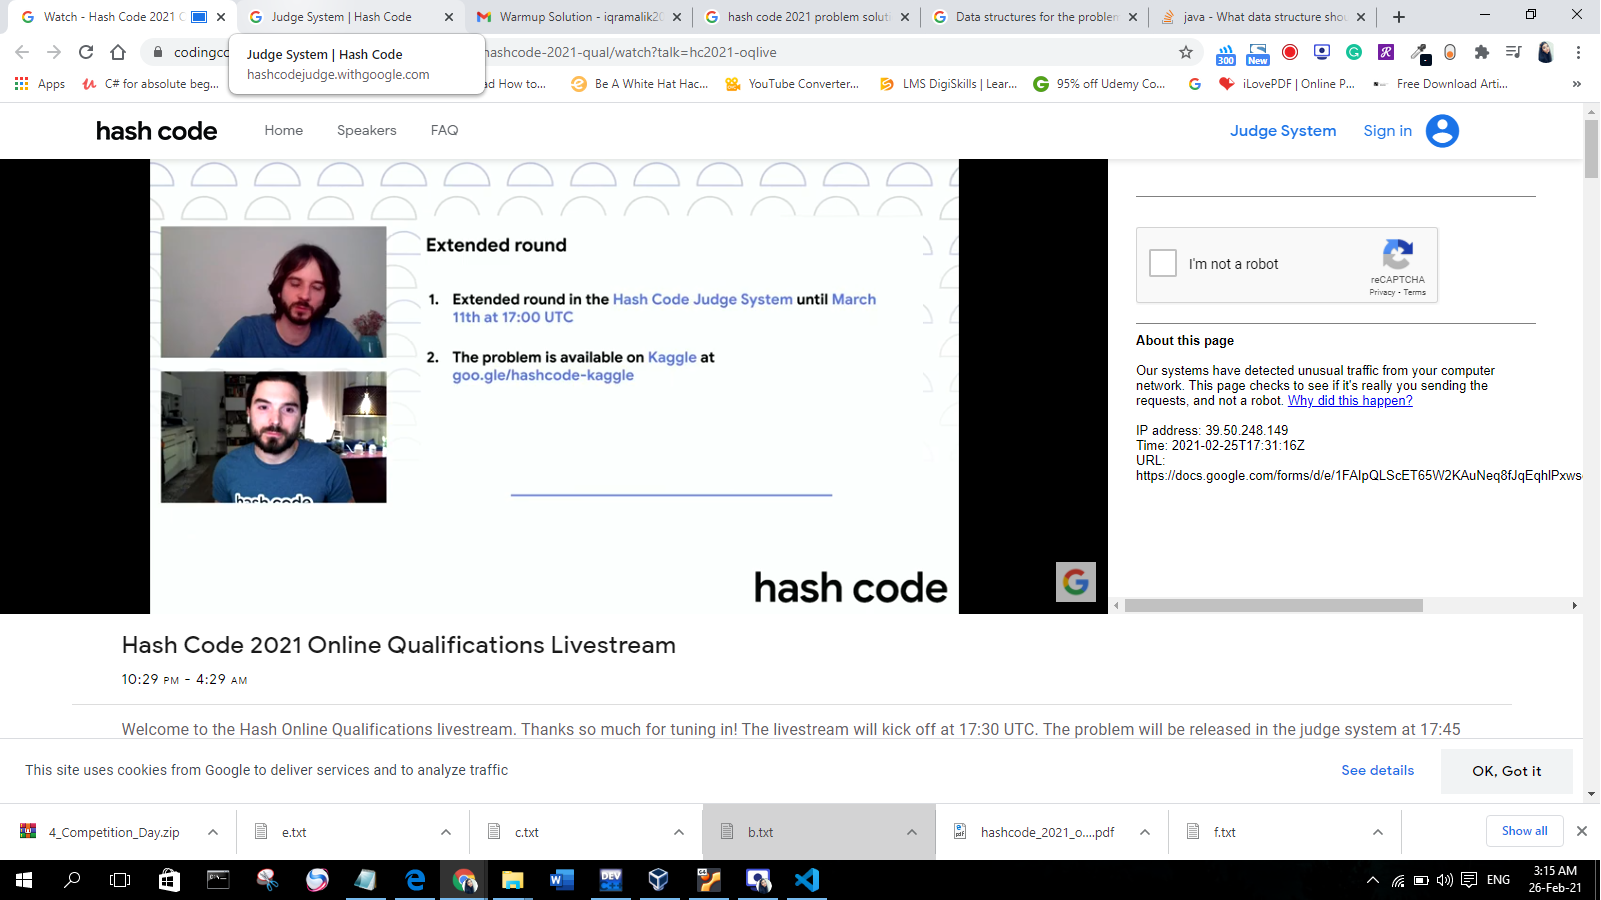 Watch - Hash Code 2021 O
Judge System | Hash Code
Warmup Solution - iqramalik20
hash code 2021 problem soluti
Data structures for the problem
java - What data structure shou
codingco
hashcode-2021-qual/watch?talk=hc2021-oqlive
300
New
Judge System | Hash Code
hashcodejudge.withgoogle.com
Apps
C# for absolute beg...
ad How to...
Be A White Hat Hac...
YouTube Converter...
LMS DigiSkills | Lear...
95% off Udemy Co...
iLovePDF | Online P...
Free Download Arti...
»
hash code
Home
Speakers
FAQ
Judge System
Sign in
Extended round
1. Extended round in the Hash Code Judge System until March
11th at 17:00 UTC
2. The problem is available on Kaggle at
goo.gle/hashcode-kaggle
hash code
hash code
I'm not a robot
reCAPTCHA
Privacy - Terms
About this page
Our systems have detected unusual traffic from your computer
network. This page checks to see if it's really you sending the
requests, and not a robot. Why did this happen?
IP address: 39.50.248.149
Time: 2021-02-25T17:31:16Z
URL:
https://docs.google.com/forms/d/e/1FAIpQLScET65W2KAuNeq8fJqEqhlPxws
Hash Code 2021 Online Qualifications Livestream
10:29 PM - 4:29 AM
Welcome to the Hash Online Qualifications livestream. Thanks so much for tuning in! The livestream will kick off at 17:30 UTC. The problem will be released in the judge system at 17:45
This site uses cookies from Google to deliver services and to analyze traffic
See details
OK, Got it
4_Competition_Day.zip
e.txt
c.txt
b.txt
hashcode_2021_o....pdf
f.txt
Show all
DEV
ENG
3:15 AM
26-Feb-21